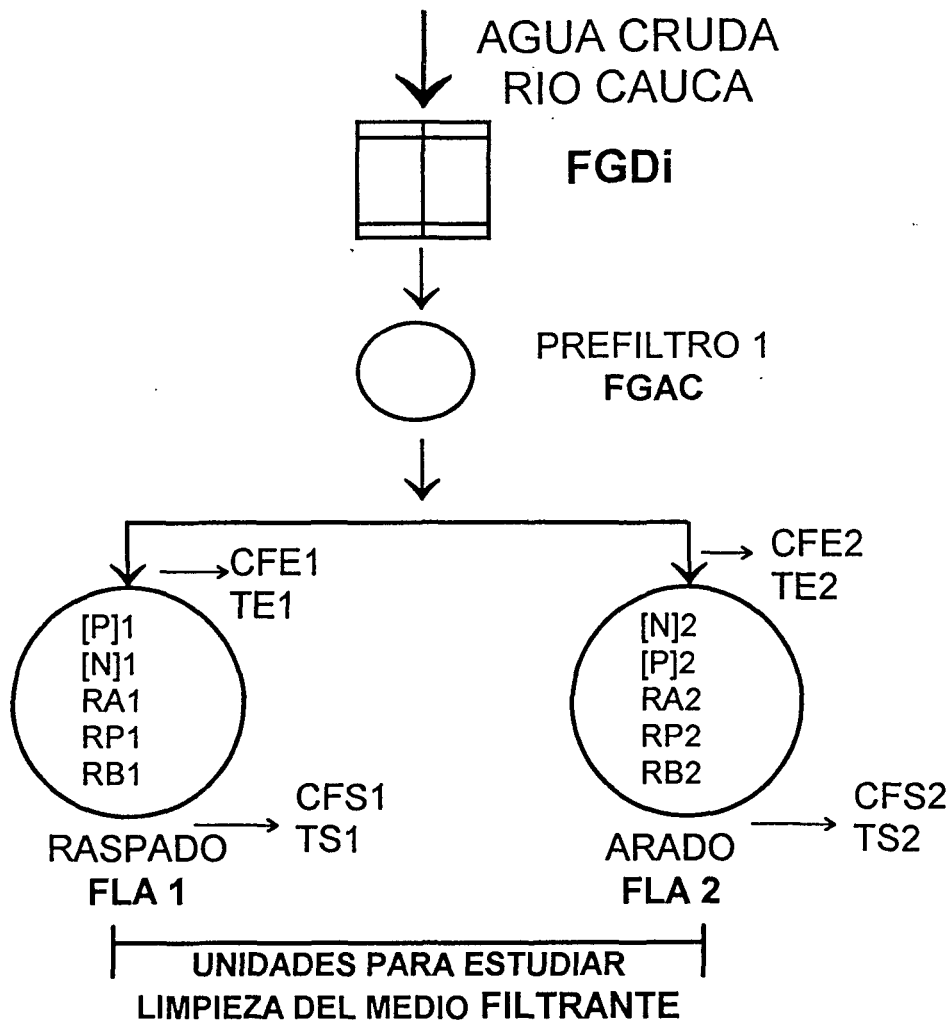 AGUA CRUDA
RIO CAUCA
FGDi
PREFILTRO 1
FGAC
CFE1
TE1
CFE2
TE2
[P]1
[N]1
RA1
RP1
RB1
[N]2
[P]2
RA2
RP2
RB2
CFS1
TS1
CFS2
TS2
RASPADO
FLA 1
ARADO
FLA 2
UNIDADES PARA ESTUDIAR
LIMPIEZA DEL MEDIO FILTRANTE